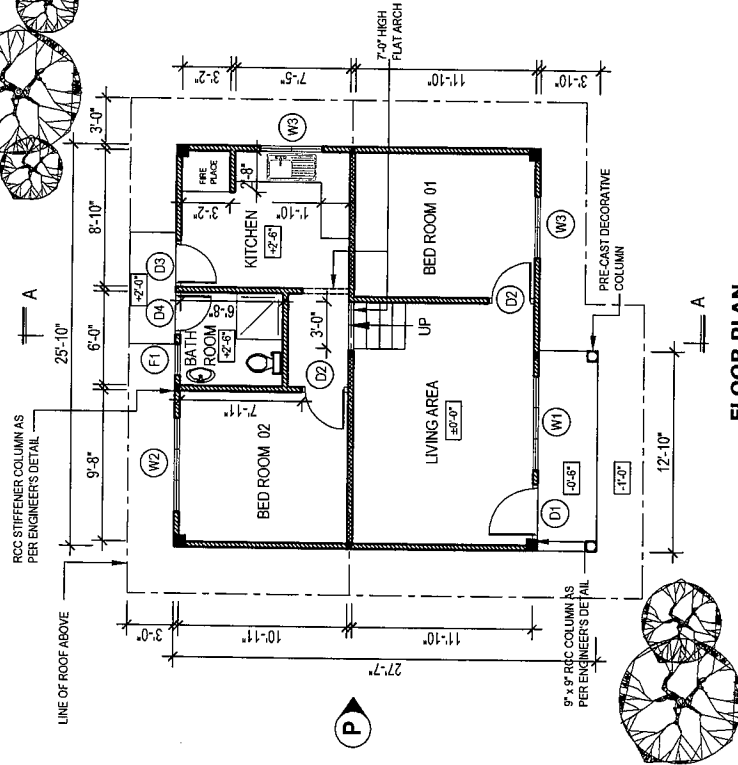 7'-0" HIGH
FLAT ARCH
RCC STIFFENER COLUMN AS
PER ENGINEER'S DETAIL
LINE OF ROOF ABOVE
A
25'-10"
9'-8"
6'-0"
8'-10"
3'-0"
3'-2"
7'-5"
11'-10"
3'-10"
3'-0"
10'-11"
11'-10"
27'-7"
W2
F1
D4
D3
+2'-0"
W3
FIRE
PLACE
2'-8"
3'-2"
1'-10"
KITCHEN
+2'-6"
BATH
ROOM
+2'-6"
6'-8"
7'-11"
3'-0"
D2
BED ROOM 02
BED ROOM 01
UP
D2
LIVING AREA
±0'-0"
W3
W1
D1
-0'-6"
-1'-0"
12'-10"
PRE-CAST DECORATIVE
COLUMN
A
9" x 9" RCC COLUMN AS
PER ENGINEER'S DETAIL
P
FLOOR PLAN